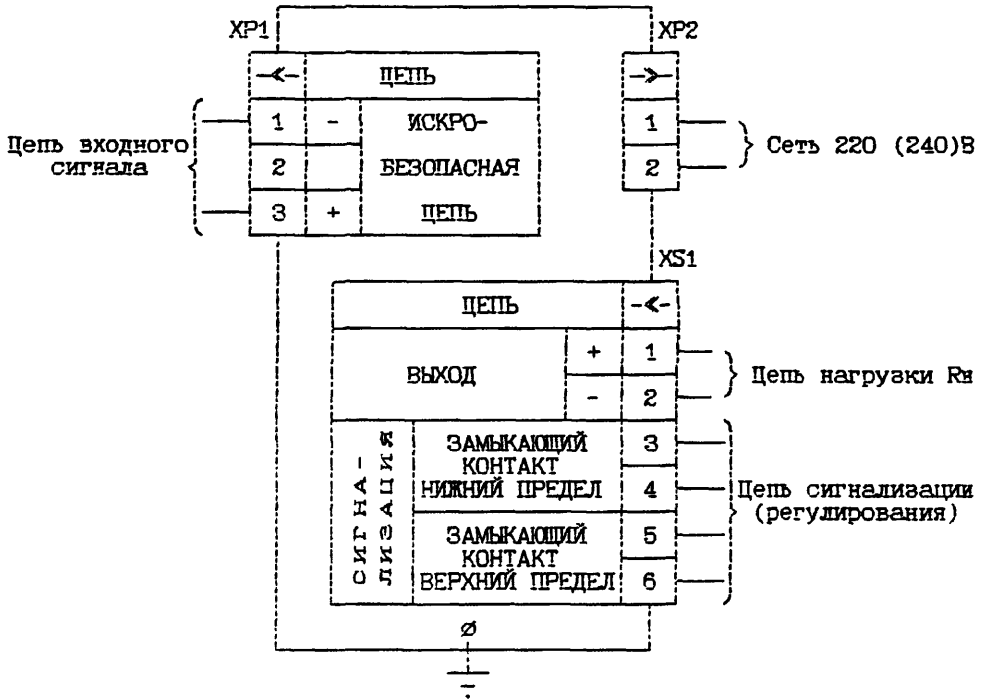 XP1
XP2
-<-
ЦЕПЬ
->-
1
-
ИСКРО-
1
2
БЕЗОПАСНАЯ
2
3
+
ЦЕПЬ
Цепь входного
сигнала
Сеть 220 (240)В
XS1
ЦЕПЬ
-<-
ВЫХОД
+
1
-
2
Цепь нагрузки Rн
СИГНА-
ЛИЗАЦИЯ
ЗАМЫКАЮЩИЙ
КОНТАКТ
НИЖНИЙ ПРЕДЕЛ
3
4
ЗАМЫКАЮЩИЙ
КОНТАКТ
ВЕРХНИЙ ПРЕДЕЛ
5
6
Цепь сигнализации
(регулирования)